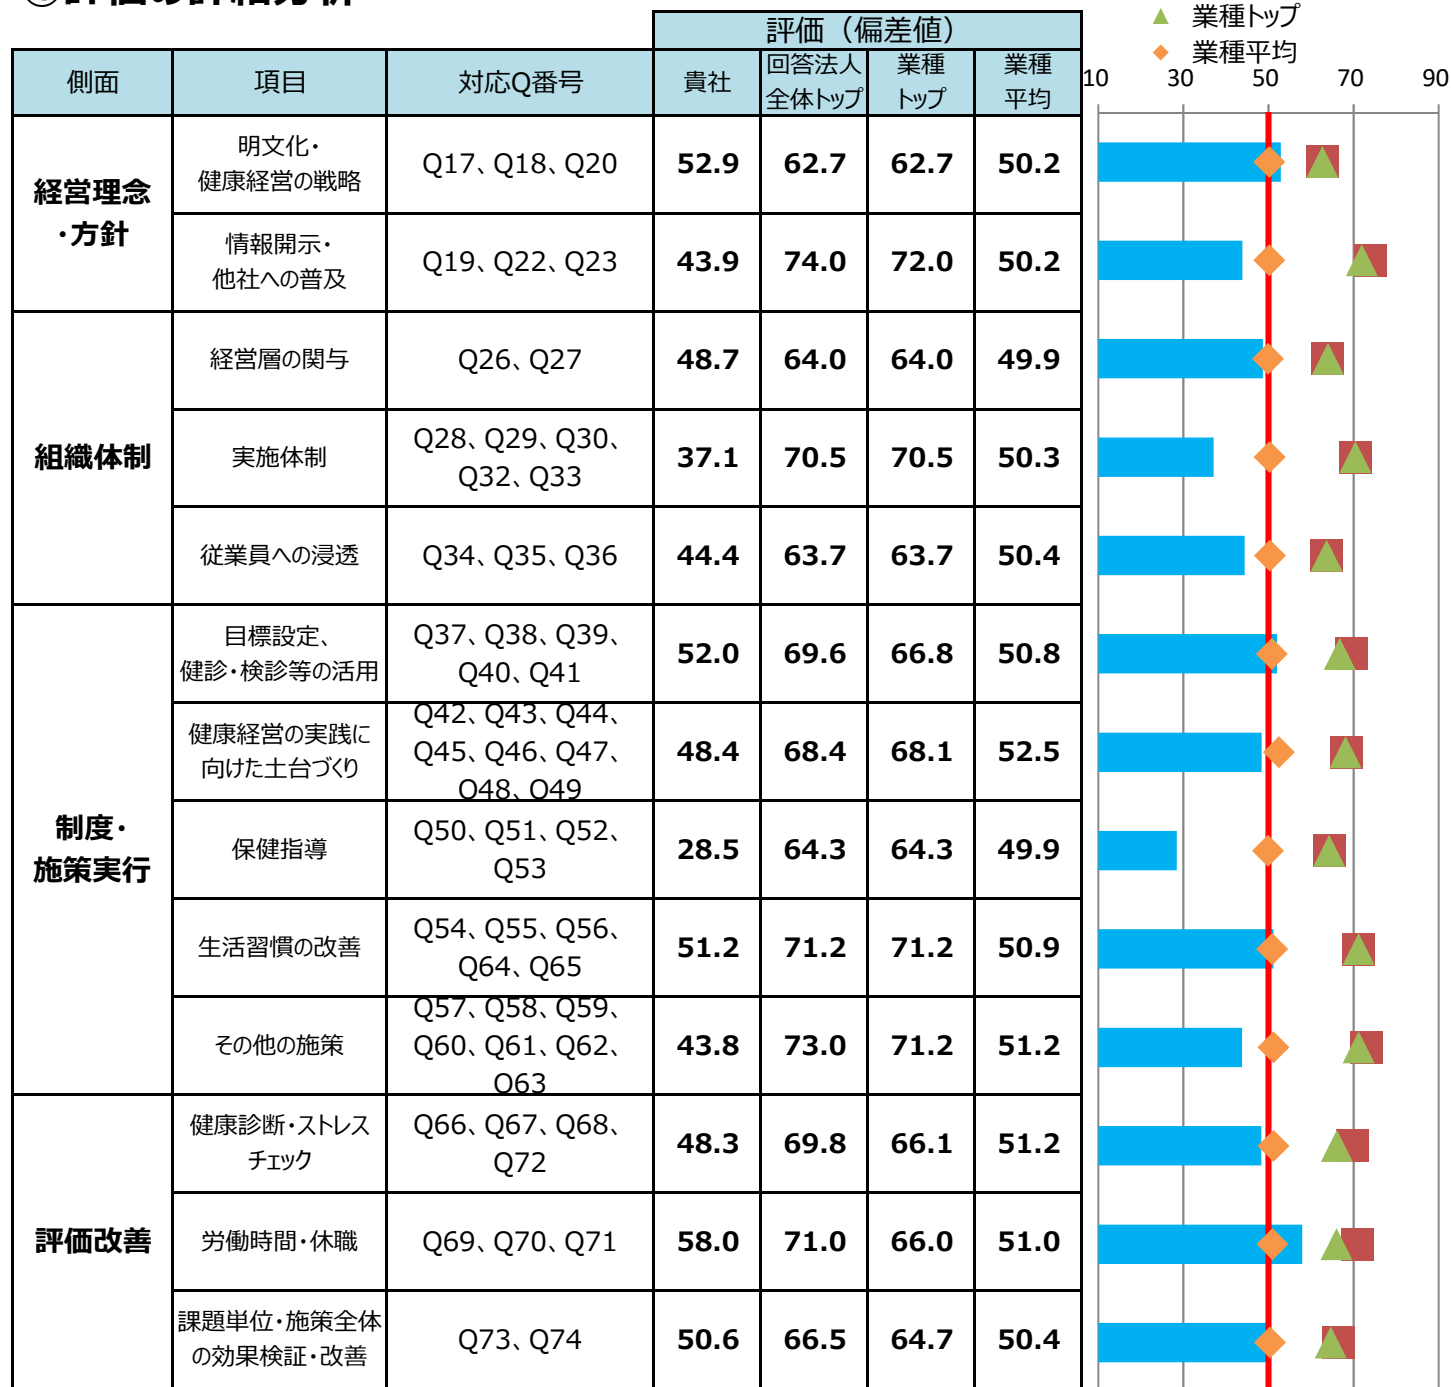 ①評価の詳細分析
▲ 業種トップ
◆ 業種平均
評価（偏差値）
側面 項目 対応Q番号 貴社 回答法人全体トップ 業種トップ 業種平均
10 30 50 70 90
経営理念・方針
明文化・
健康経営の戦略
Q17、Q18、Q20
52.9 62.7 62.7 50.2
情報開示・
他社への普及
Q19、Q22、Q23
43.9 74.0 72.0 50.2
組織体制
経営層の関与
Q26、Q27
48.7 64.0 64.0 49.9
実施体制
Q28、Q29、Q30、
Q32、Q33
37.1 70.5 70.5 50.3
従業員への浸透
Q34、Q35、Q36
44.4 63.7 63.7 50.4
制度・
施策実行
目標設定、
健診・検診等の活用
Q37、Q38、Q39、
Q40、Q41
52.0 69.6 66.8 50.8
健康経営の実践に
向けた土台づくり
Q42、Q43、Q44、
Q45、Q46、Q47、
Q48、Q49
48.4 68.4 68.1 52.5
保健指導
Q50、Q51、Q52、
Q53
28.5 64.3 64.3 49.9
生活習慣の改善
Q54、Q55、Q56、
Q64、Q65
51.2 71.2 71.2 50.9
その他の施策
Q57、Q58、Q59、
Q60、Q61、Q62、
Q63
43.8 73.0 71.2 51.2
評価改善
健康診断・ストレス
チェック
Q66、Q67、Q68、
Q72
48.3 69.8 66.1 51.2
労働時間・休職
Q69、Q70、Q71
58.0 71.0 66.0 51.0
課題単位・施策全体
の効果検証・改善
Q73、Q74
50.6 66.5 64.7 50.4